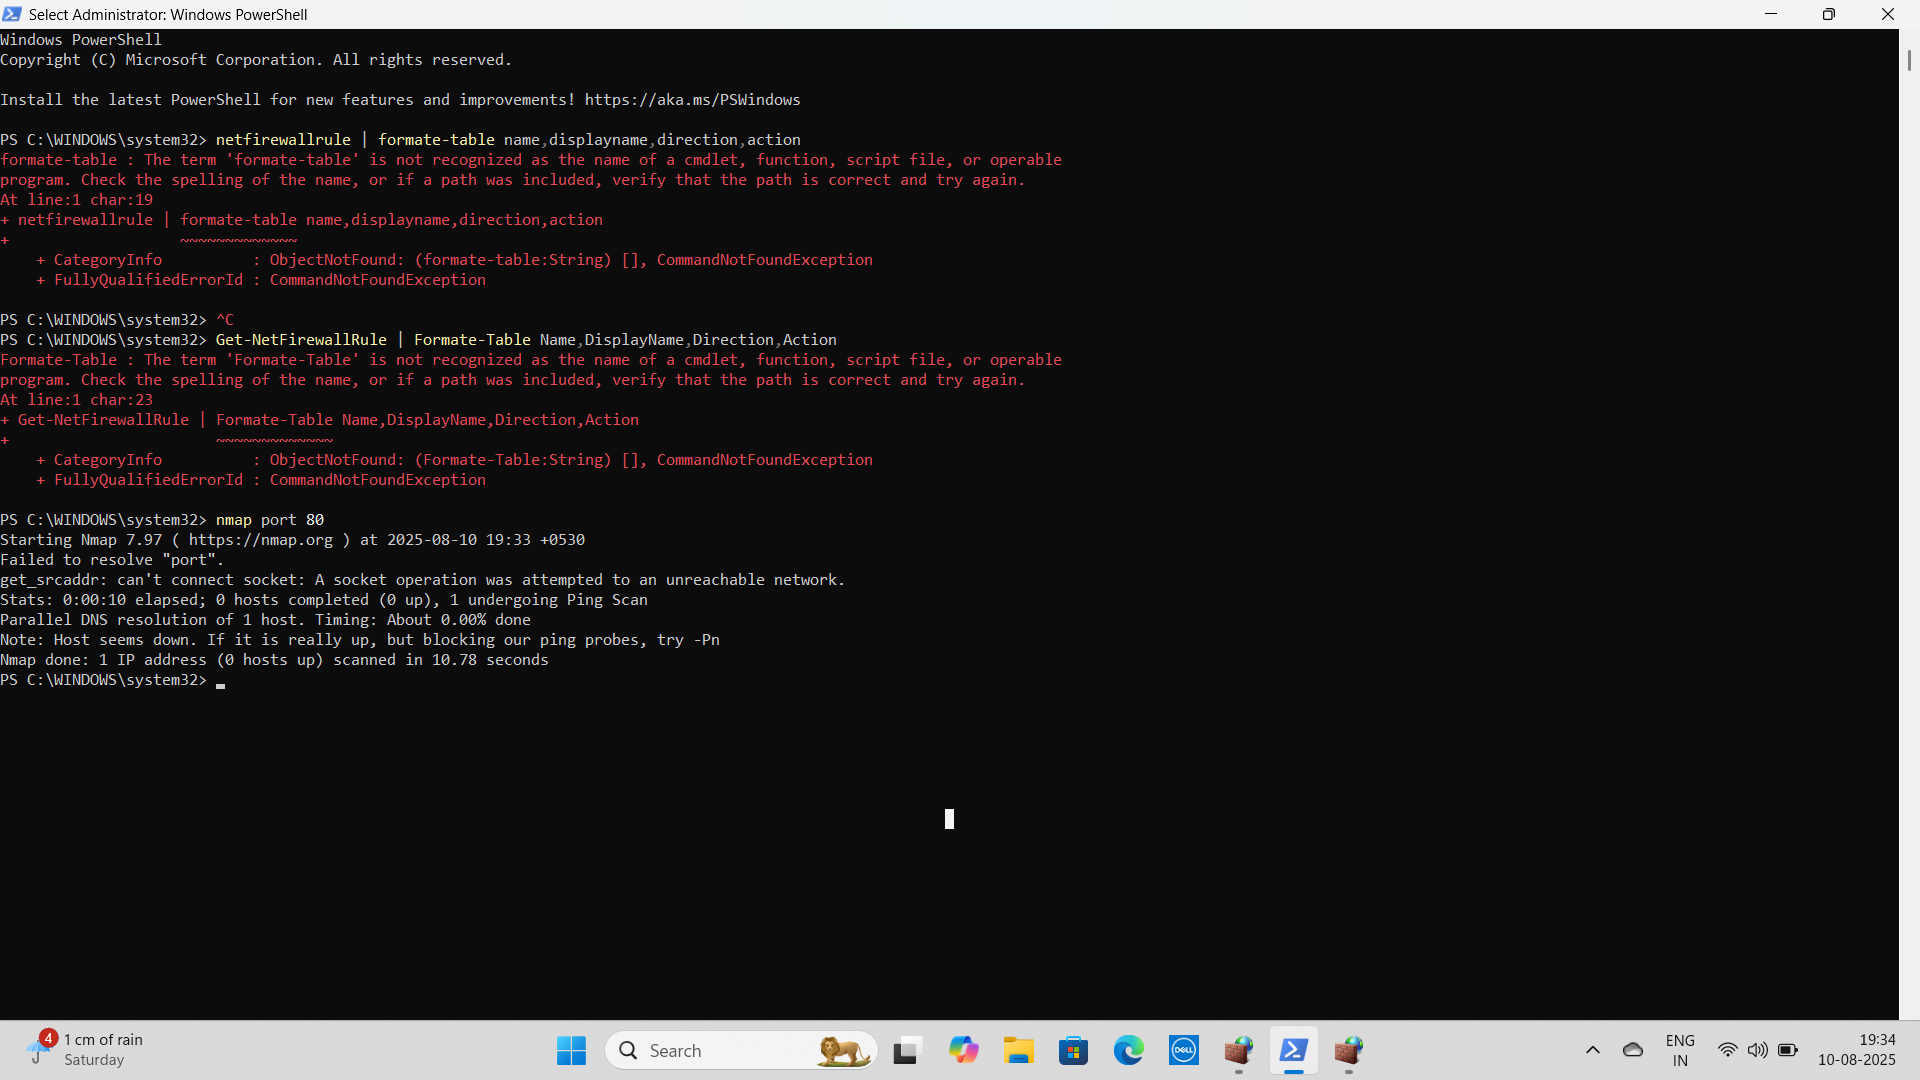 Select Administrator: Windows PowerShell
Windows PowerShell
Copyright (C) Microsoft Corporation. All rights reserved.
Install the latest PowerShell for new features and improvements! https://aka.ms/PSWindows
PS C:\WINDOWS\system32> netfirewallrule | formate-table name,displayname,direction,action
formate-table : The term 'formate-table' is not recognized as the name of a cmdlet, function, script file, or operable
program. Check the spelling of the name, or if a path was included, verify that the path is correct and try again.
At line:1 char:19
+ netfirewallrule | formate-table name,displayname,direction,action
+                   ~~~~~~~~~~~~~
    + CategoryInfo          : ObjectNotFound: (formate-table:String) [], CommandNotFoundException
    + FullyQualifiedErrorId : CommandNotFoundException
PS C:\WINDOWS\system32> ^C
PS C:\WINDOWS\system32> Get-NetFirewallRule | Formate-Table Name,DisplayName,Direction,Action
Formate-Table : The term 'Formate-Table' is not recognized as the name of a cmdlet, function, script file, or operable
program. Check the spelling of the name, or if a path was included, verify that the path is correct and try again.
At line:1 char:23
+ Get-NetFirewallRule | Formate-Table Name,DisplayName,Direction,Action
+                       ~~~~~~~~~~~~~
    + CategoryInfo          : ObjectNotFound: (Formate-Table:String) [], CommandNotFoundException
    + FullyQualifiedErrorId : CommandNotFoundException
PS C:\WINDOWS\system32> nmap port 80
Starting Nmap 7.97 ( https://nmap.org ) at 2025-08-10 19:33 +0530
Failed to resolve "port".
get_srcaddr: can't connect socket: A socket operation was attempted to an unreachable network.
Stats: 0:00:10 elapsed; 0 hosts completed (0 up), 1 undergoing Ping Scan
Parallel DNS resolution of 1 host. Timing: About 0.00% done
Note: Host seems down. If it is really up, but blocking our ping probes, try -Pn
Nmap done: 1 IP address (0 hosts up) scanned in 10.78 seconds
PS C:\WINDOWS\system32>
4
1 cm of rain
Saturday
Search
DELL
ENG
IN
19:34
10-08-2025